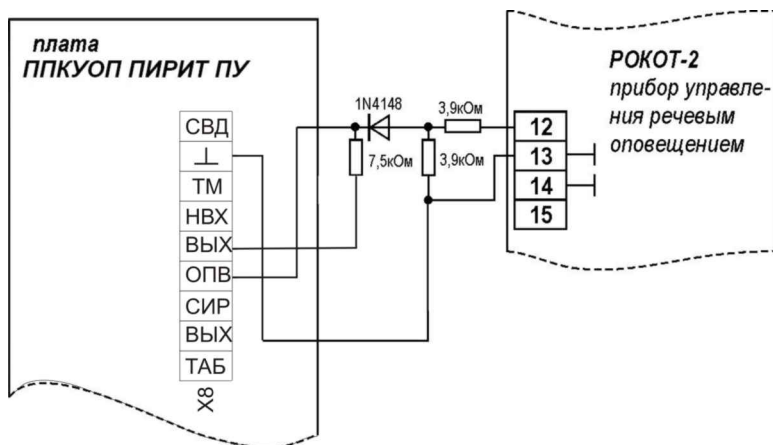 плата
ППКУОП ПИРИТ ПУ
РОКОТ-2
прибор управле-
ния речевым
оповещением
1N4148
3,9кОм
7,5кОм
3,9кОм
СВД
⊥
ТМ
НВХ
ВЫХ
ОПВ
СИР
ВЫХ
ТАБ
X8
12
13
14
15